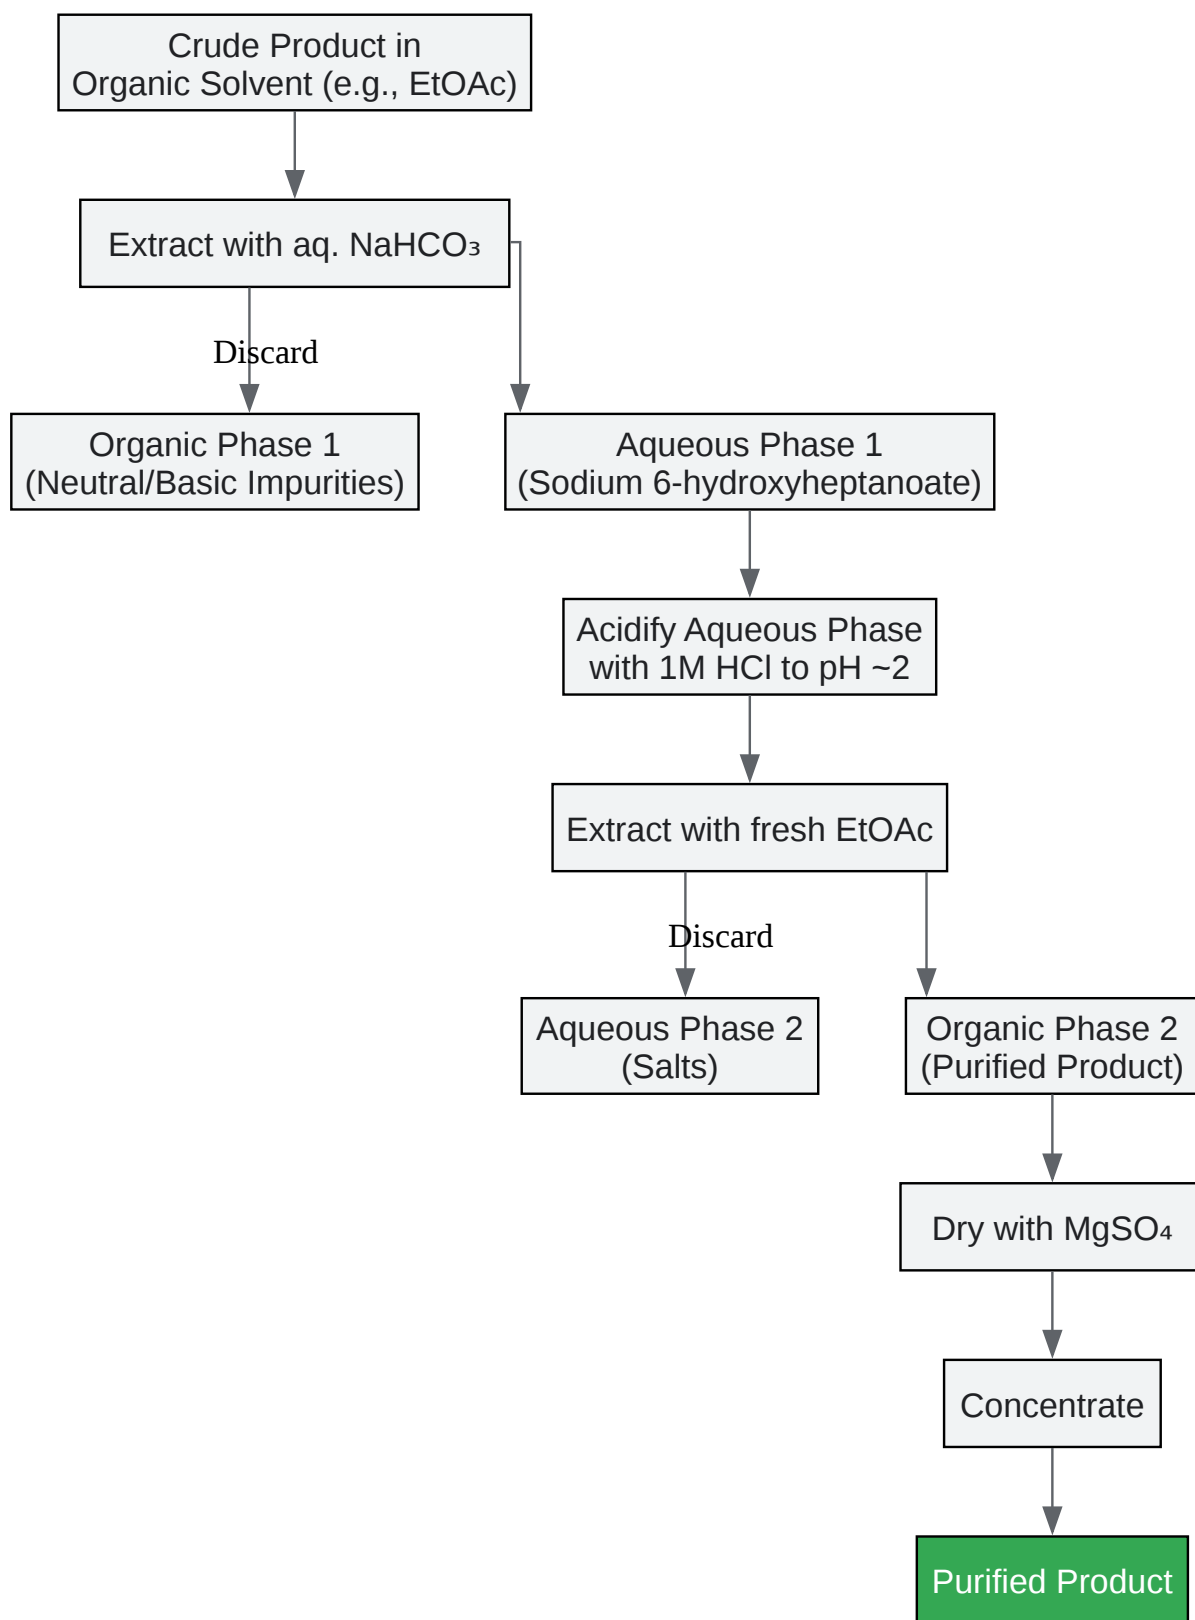 Crude Product in
Organic Solvent (e.g., EtOAc)
Extract with aq. NaHCO₃
Discard
Organic Phase 1
(Neutral/Basic Impurities)
Aqueous Phase 1
(Sodium 6-hydroxyheptanoate)
Acidify Aqueous Phase
with 1M HCl to pH ~2
Extract with fresh EtOAc
Discard
Aqueous Phase 2
(Salts)
Organic Phase 2
(Purified Product)
Dry with MgSO₄
Concentrate
Purified Product